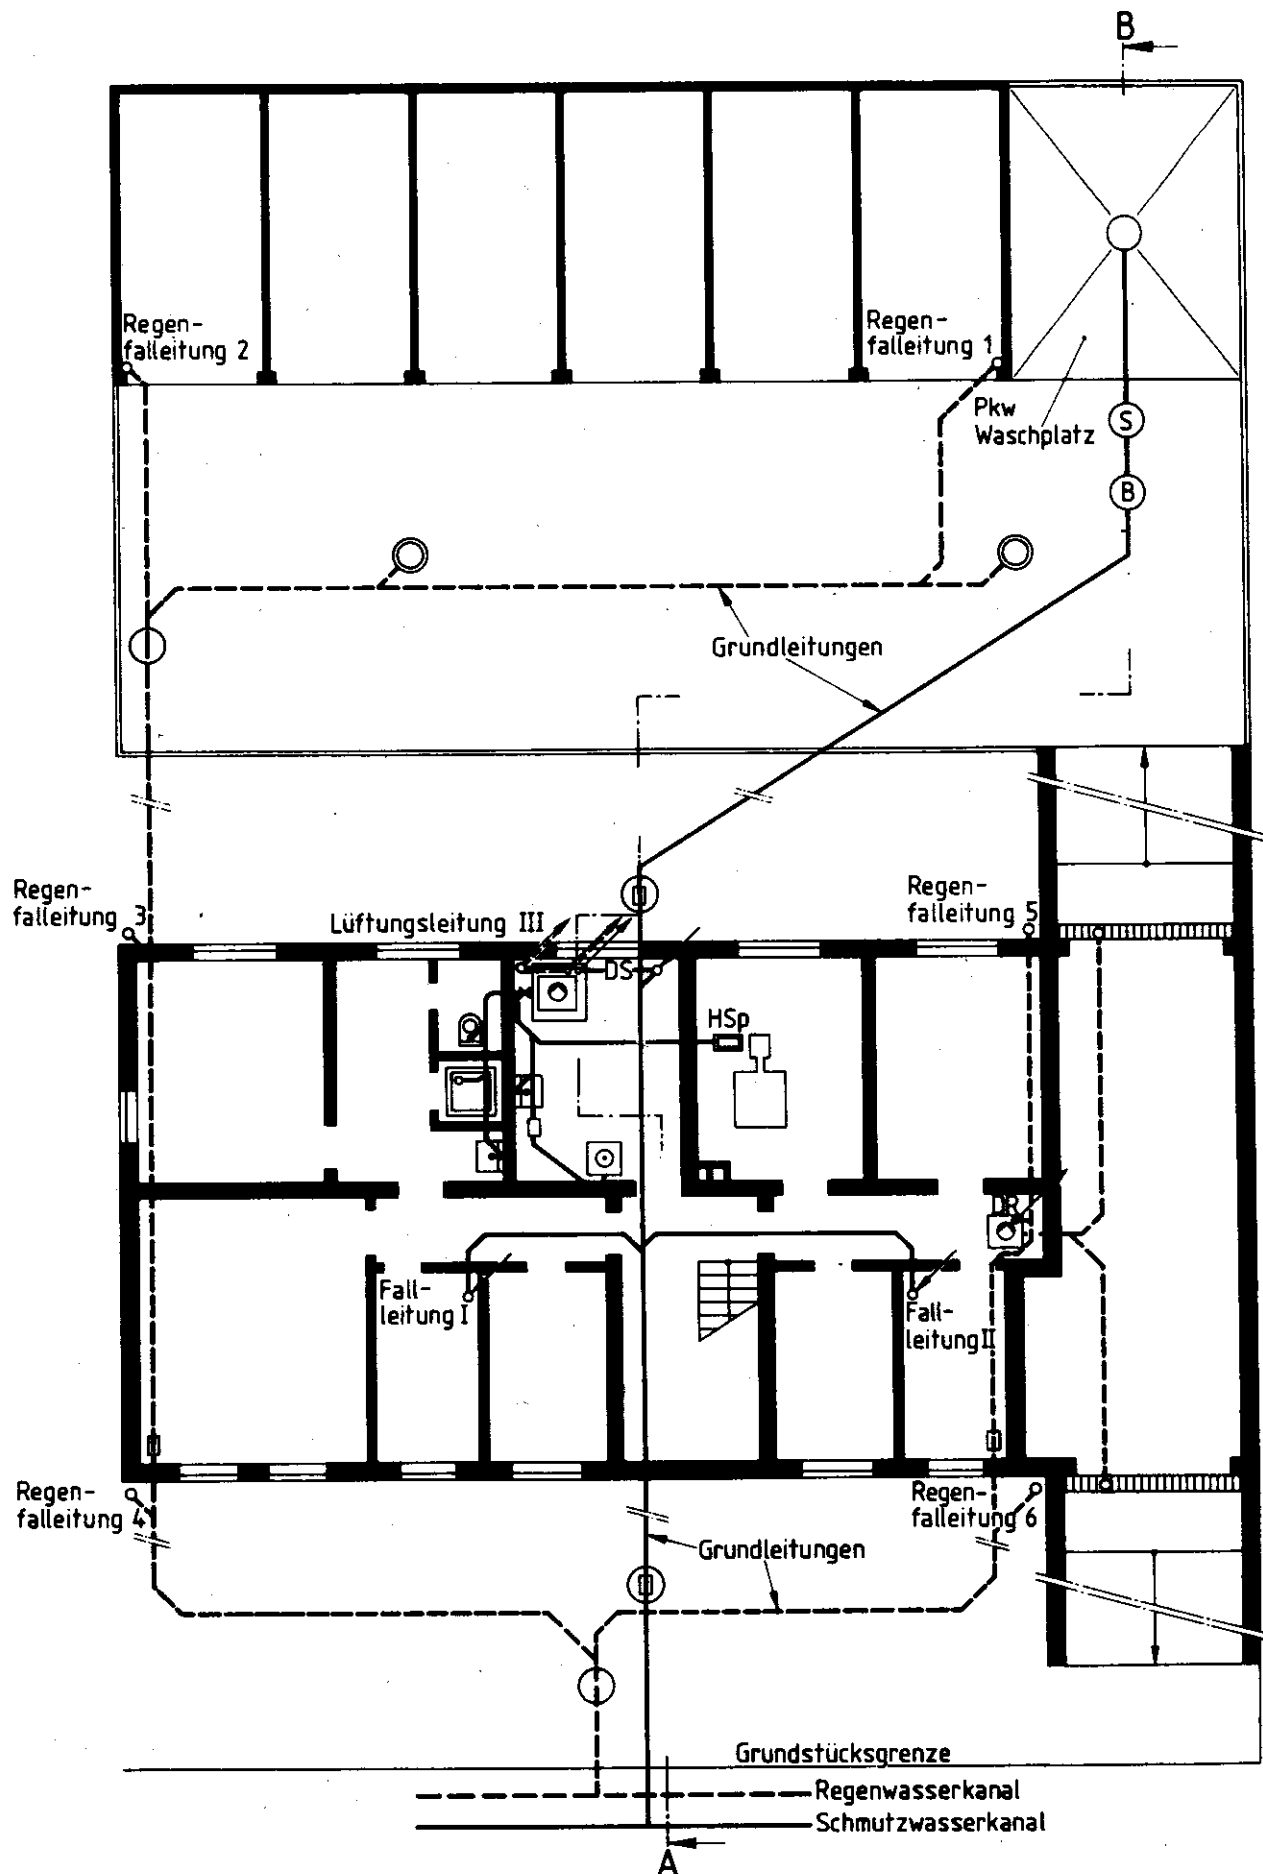 B
Regen-
falleitung 2
Regen-
falleitung 1
Pkw
Waschplatz
S
B
Grundleitungen
Regen-
falleitung 3
Lüftungsleitung III
Regen-
falleitung 5
DS
HSp
DR
Fall-
leitung I
Fall-
leitung II
Regen-
falleitung 4
Regen-
falleitung 6
Grundleitungen
Grundstücksgrenze
Regenwasserkanal
Schmutzwasserkanal
A